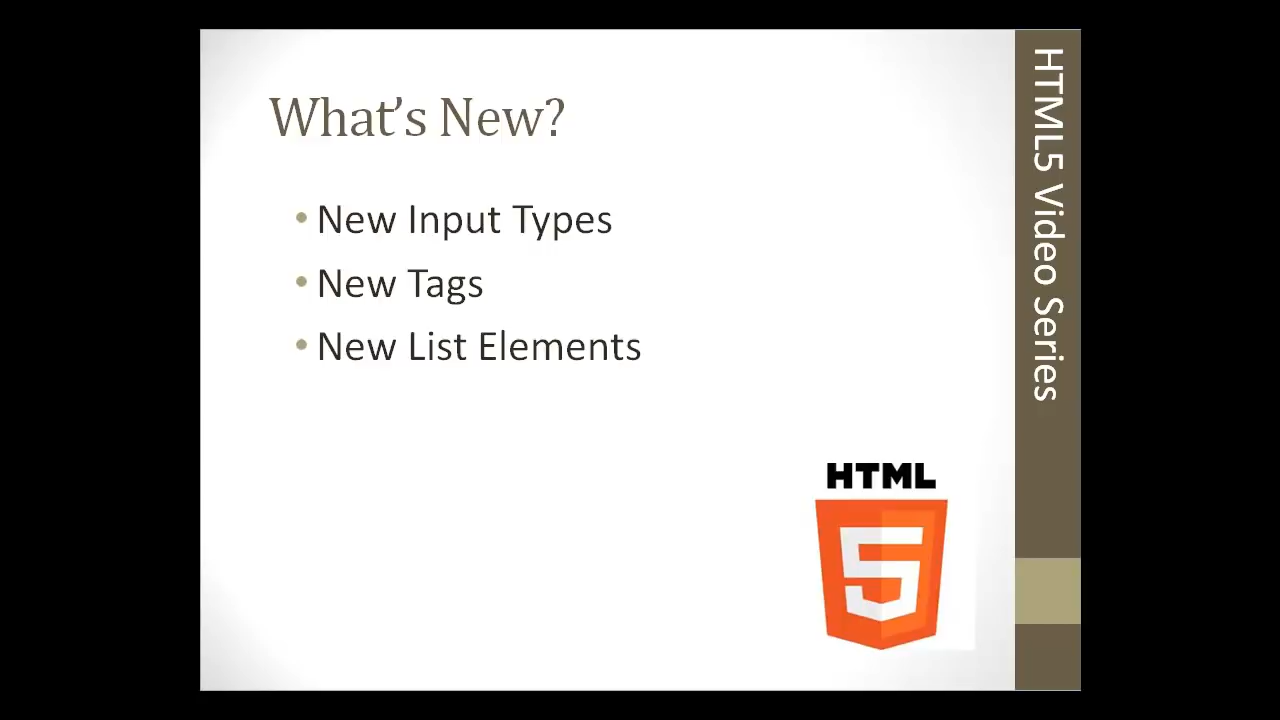 What's New?
• New Input Types
• New Tags
• New List Elements
HTML5 Video Series
HTML
5